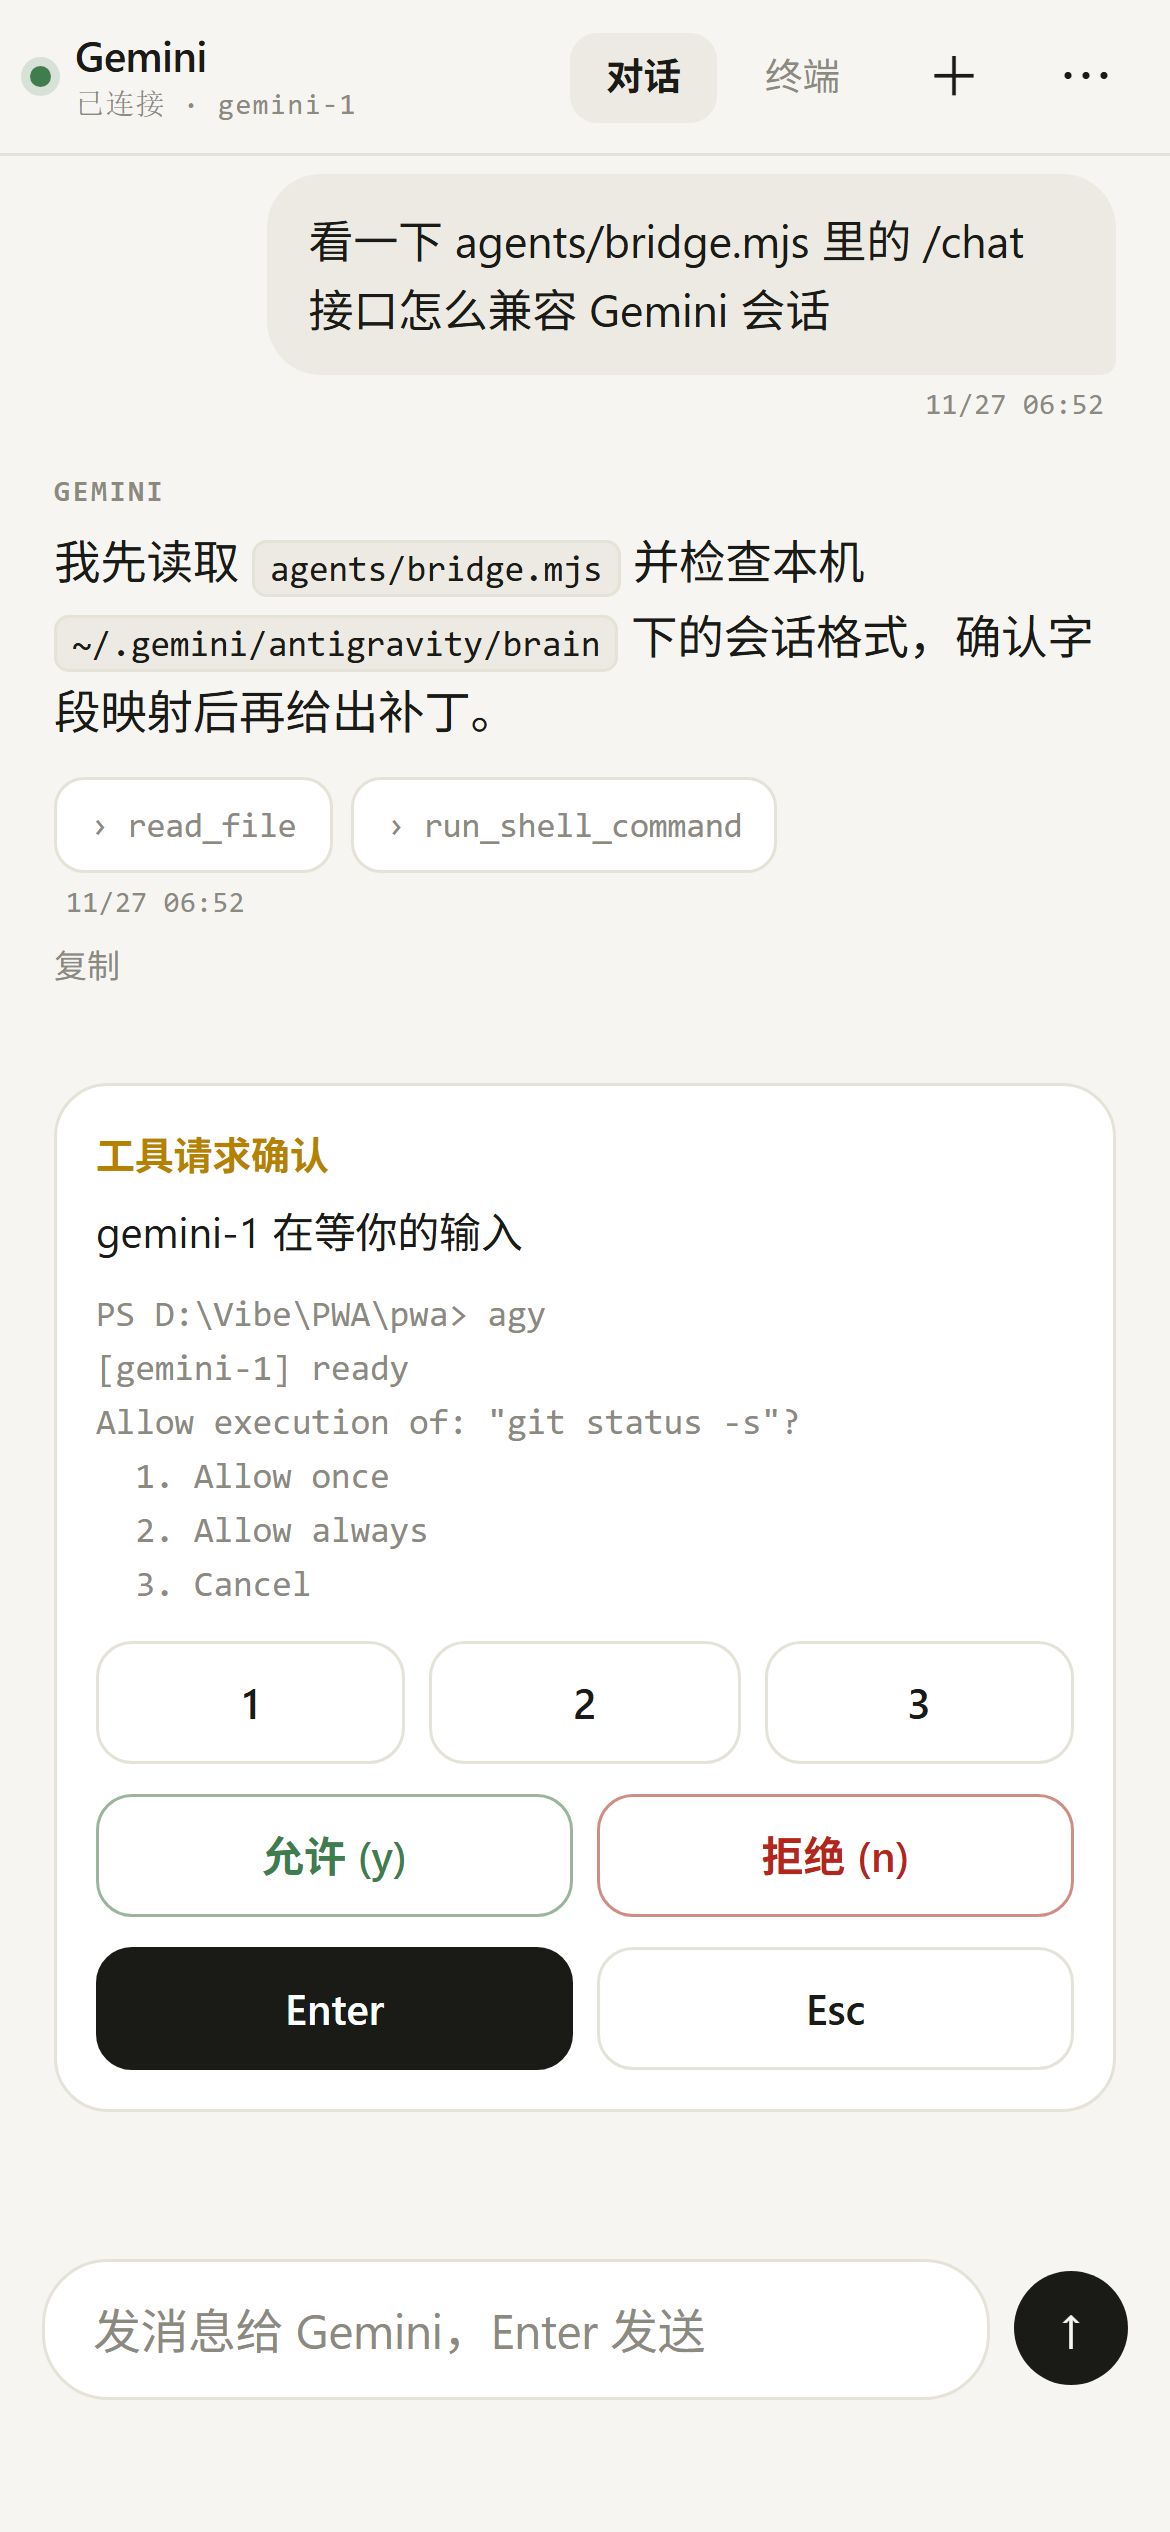 Gemini
已连接 · gemini-1
对话
终端
看一下 agents/bridge.mjs 里的 /chat
接口怎么兼容 Gemini 会话
11/27 06:52
GEMINI
我先读取 agents/bridge.mjs 并检查本机
~/.gemini/antigravity/brain 下的会话格式，确认字
段映射后再给出补丁。
› read_file
› run_shell_command
11/27 06:52
复制
工具请求确认
gemini-1 在等你的输入
PS D:\Vibe\PWA\pwa> agy
[gemini-1] ready
Allow execution of: "git status -s"?
1. Allow once
2. Allow always
3. Cancel
1
2
3
允许 (y)
拒绝 (n)
Enter
Esc
发消息给 Gemini，Enter 发送